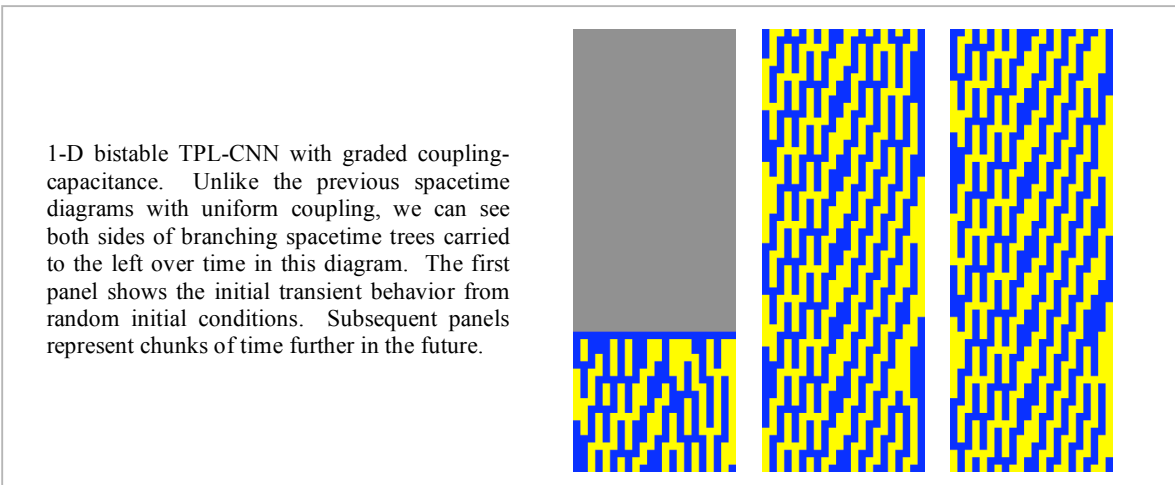 1-D bistable TPL-CNN with graded coupling-
capacitance. Unlike the previous spacetime
diagrams with uniform coupling, we can see
both sides of branching spacetime trees carried
to the left over time in this diagram. The first
panel shows the initial transient behavior from
random initial conditions. Subsequent panels
represent chunks of time further in the future.